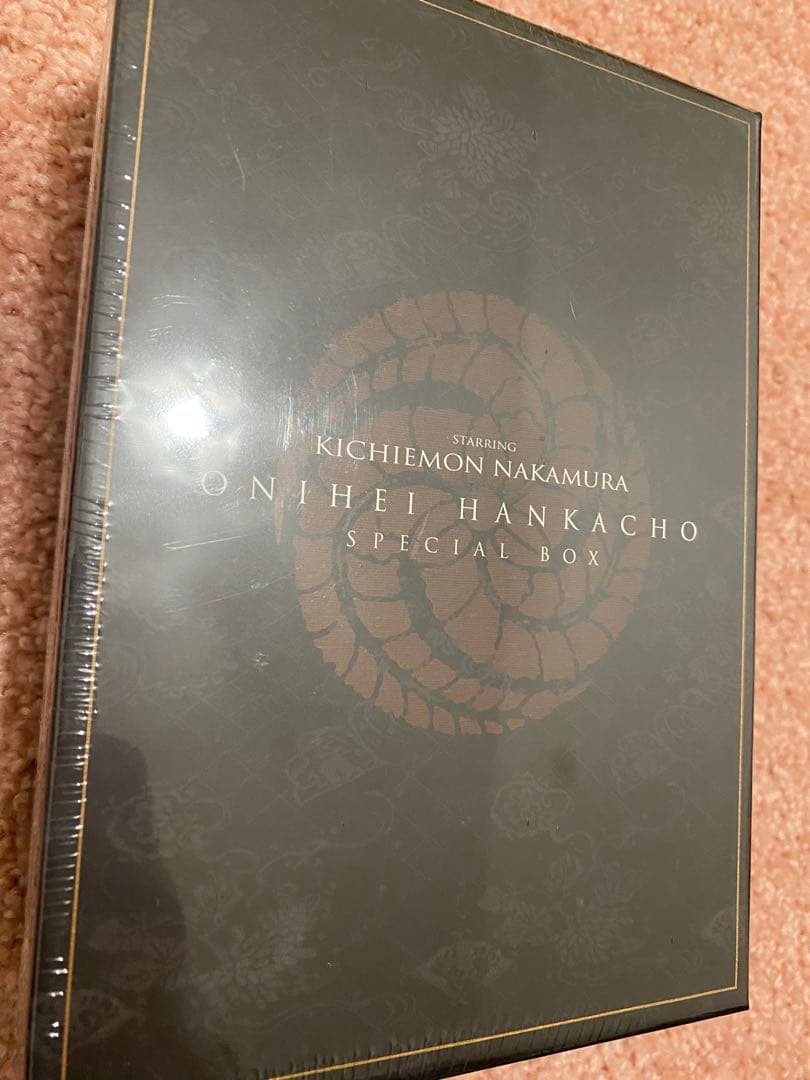 STARRING
KICHIEMON NAKAMURA
ONIHEI HANKACHO
SPECIAL BOX